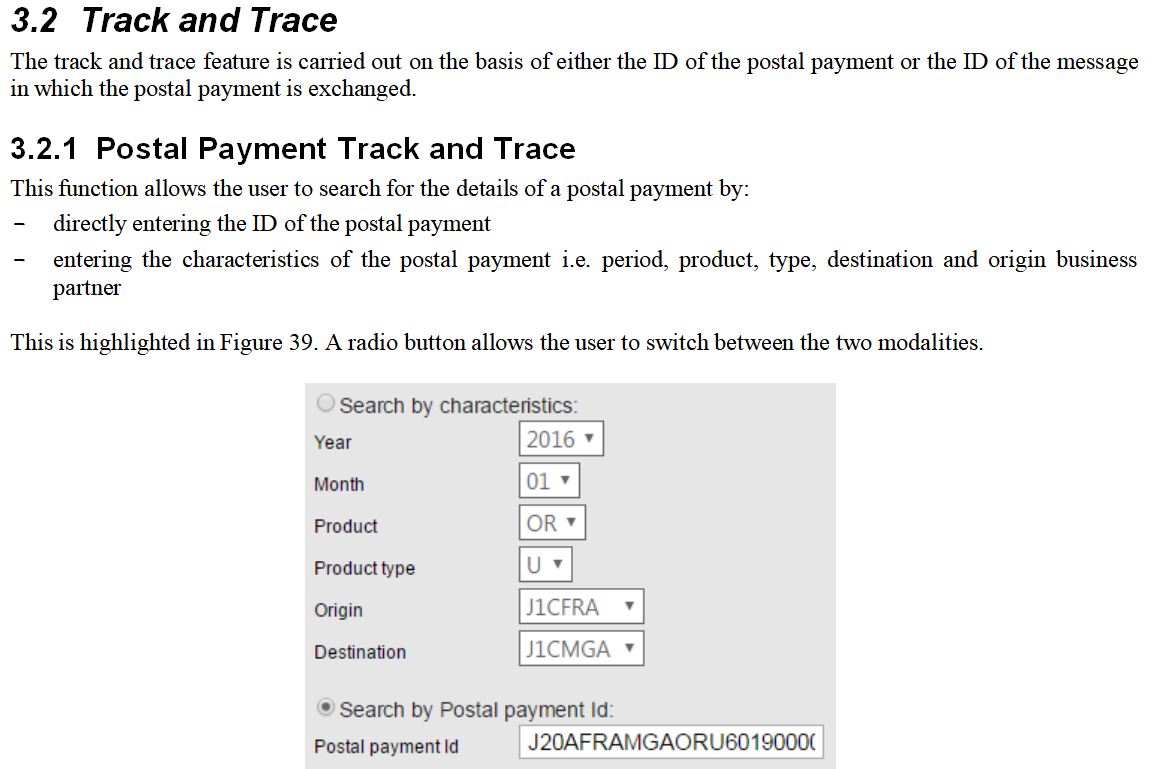 3.2 Track and Trace
The track and trace feature is carried out on the basis of either the ID of the postal payment or the ID of the message
in which the postal payment is exchanged.
3.2.1 Postal Payment Track and Trace
This function allows the user to search for the details of a postal payment by:
- directly entering the ID of the postal payment
- entering the characteristics of the postal payment i.e. period, product, type, destination and origin business
partner
This is highlighted in Figure 39. A radio button allows the user to switch between the two modalities.
Search by characteristics:
Year 2016
Month 01
Product OR
Product type U
Origin J1CFRA
Destination J1CMGA
Search by Postal payment Id:
Postal payment Id J20AFRAMGAORU6019000(